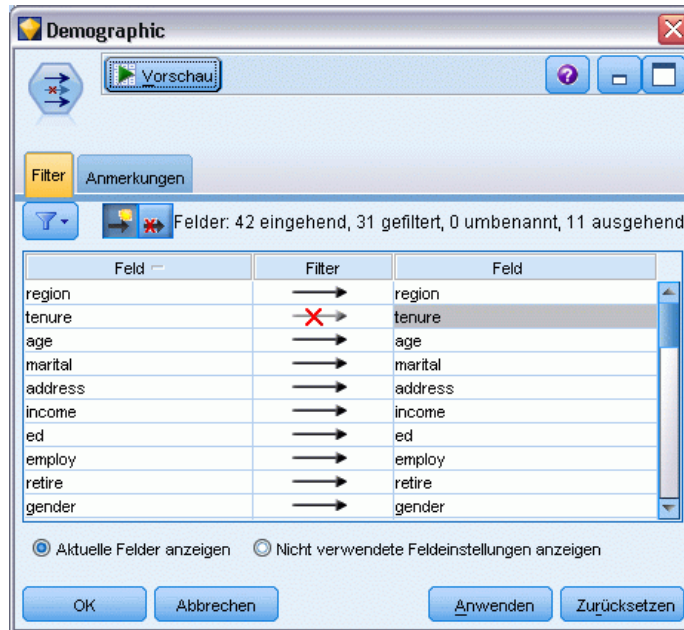 Demographic
Vorschau
Filter Anmerkungen
Felder: 42 eingehend, 31 gefiltert, 0 umbenannt, 11 ausgehend
Feld Filter Feld
region region
tenure tenure
age age
marital marital
address address
income income
ed ed
employ employ
retire retire
gender gender
Aktuelle Felder anzeigen Nicht verwendete Feldeinstellungen anzeigen
OK Abbrechen Anwenden Zurücksetzen